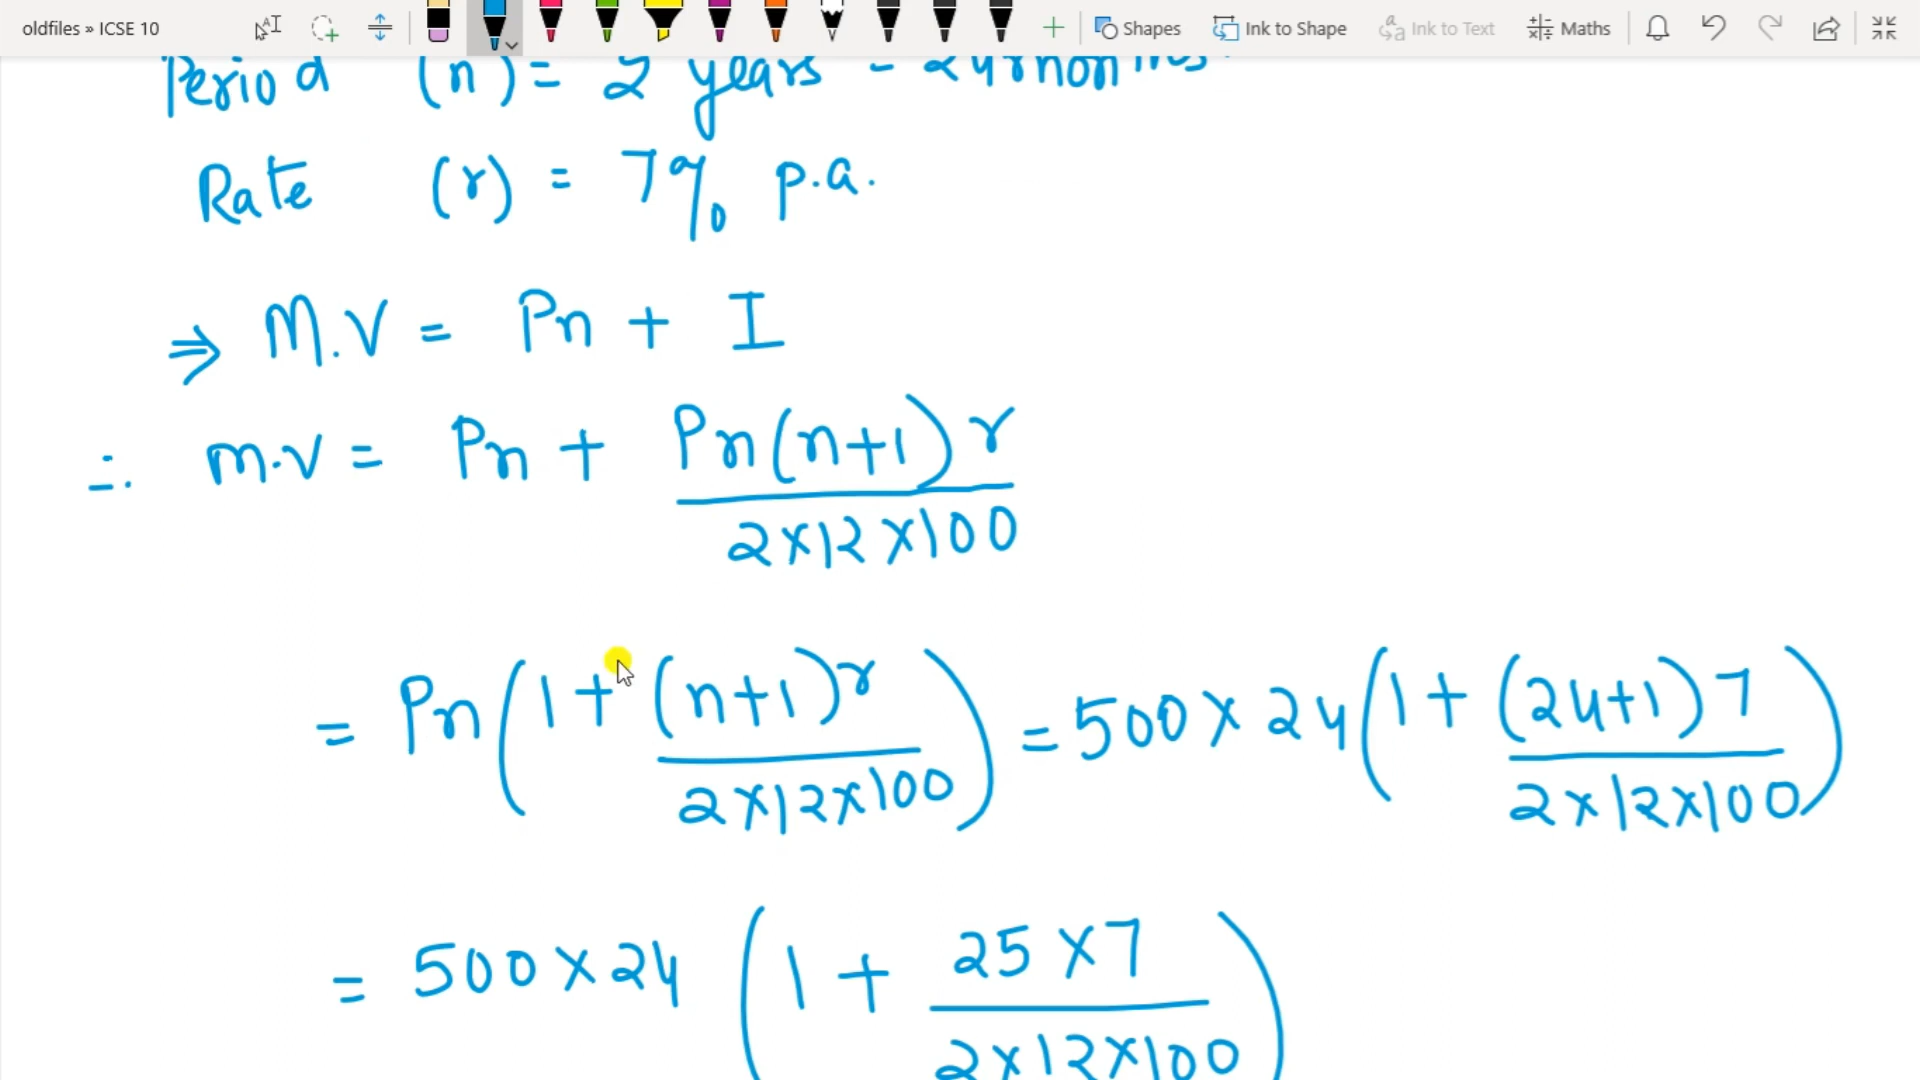 oldfiles » ICSE 10 Shapes Ink to Shape Ink to Text Maths
Period (n) = 2 years = 24 months.
Rate (r) = 7% p.a.
⇒ M.V = Pn + I
∴ m.v = Pn + Pn(n+1)r / 2×12×100
= Pn(1 + (n+1)r / 2×12×100) = 500 × 24(1 + (24+1)7 / 2×12×100)
= 500 × 24 (1 + 25 × 7 / 2×12×100)